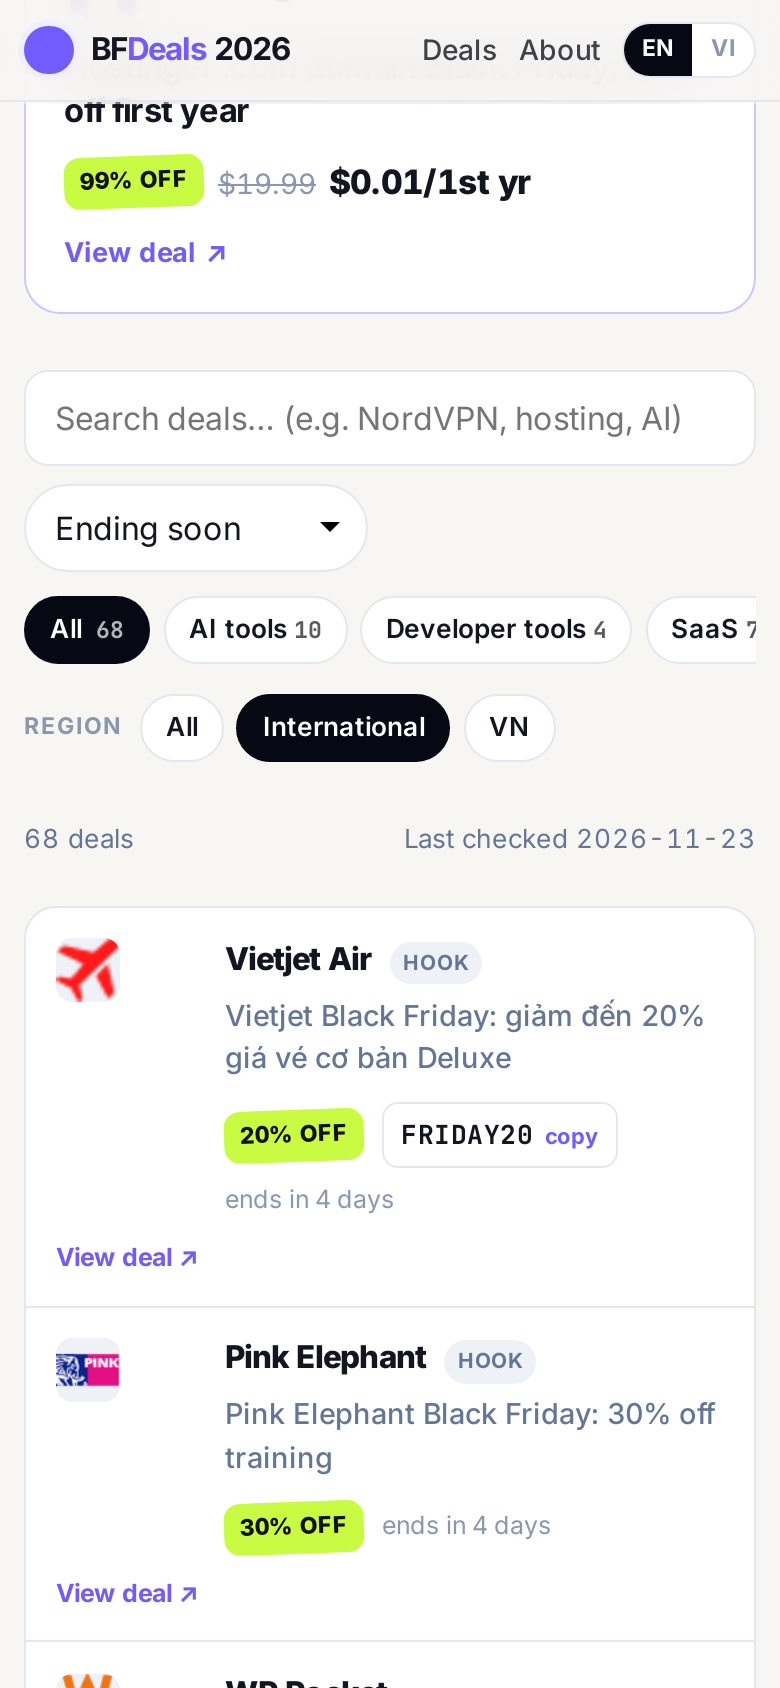 BFDeals 2026
Deals
About
EN
VI
off first year
99% OFF
$19.99
$0.01/1st yr
View deal ↗
Search deals... (e.g. NordVPN, hosting, AI)
Ending soon
All 68
AI tools 10
Developer tools 4
SaaS 7
REGION
All
International
VN
68 deals
Last checked 2026-11-23
Vietjet Air
HOOK
Vietjet Black Friday: giảm đến 20%
giá vé cơ bản Deluxe
20% OFF
FRIDAY20 copy
ends in 4 days
View deal ↗
PINK
Pink Elephant
HOOK
Pink Elephant Black Friday: 30% off
training
30% OFF
ends in 4 days
View deal ↗
WP Rocket